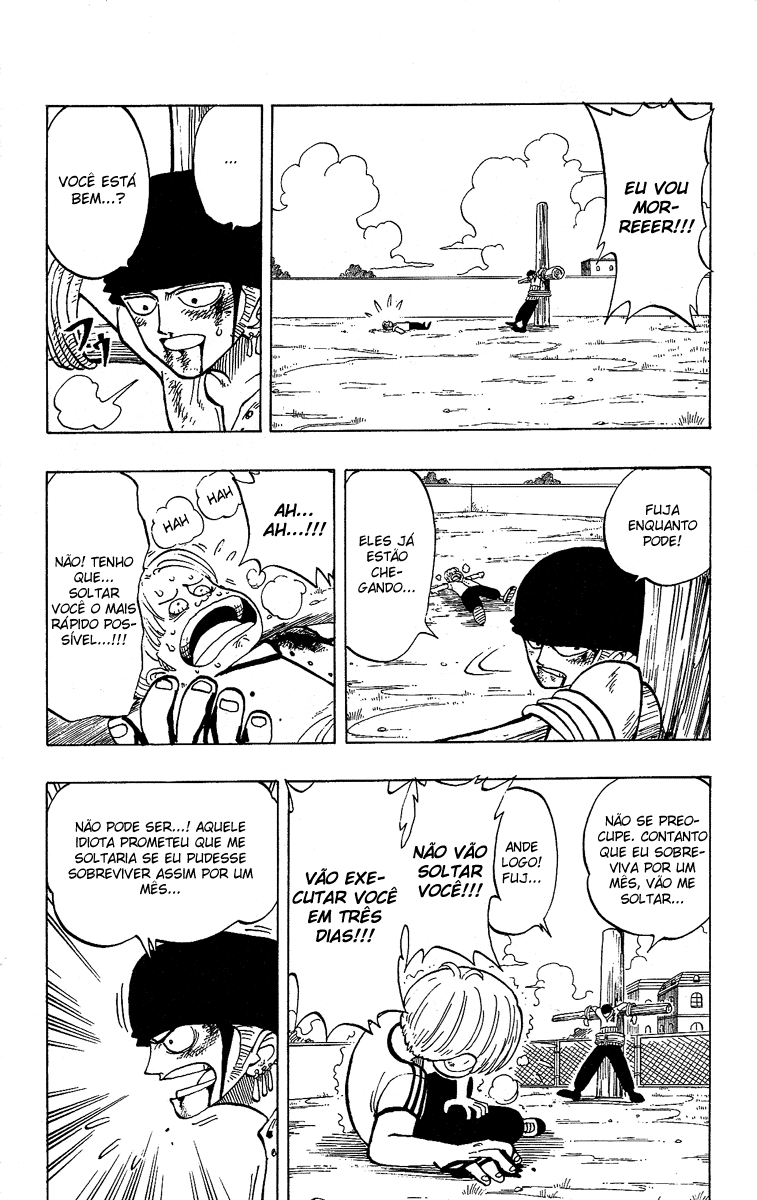 EU VOU
MOR-
REEER!!!
...
VOCÊ ESTÁ
BEM...?
FUJA
ENQUANTO
PODE!
ELES JÁ
ESTÃO
CHE-
GANDO...
AH...
AH...!!!
HAH
HAH
NÃO! TENHO
QUE...
SOLTAR
VOCÊ O MAIS
RÁPIDO POS-
SÍVEL...!!!
NÃO SE PREO-
CUPE. CONTANTO
QUE EU SOBRE-
VIVA POR UM
MÊS, VÃO ME
SOLTAR...
ANDE
LOGO!
FUJ...
NÃO VÃO
SOLTAR
VOCÊ!!!
VÃO EXE-
CUTAR VOCÊ
EM TRÊS
DIAS!!!
NÃO PODE SER...! AQUELE
IDIOTA PROMETEU QUE ME
SOLTARIA SE EU PUDESSE
SOBREVIVER ASSIM POR UM
MÊS...